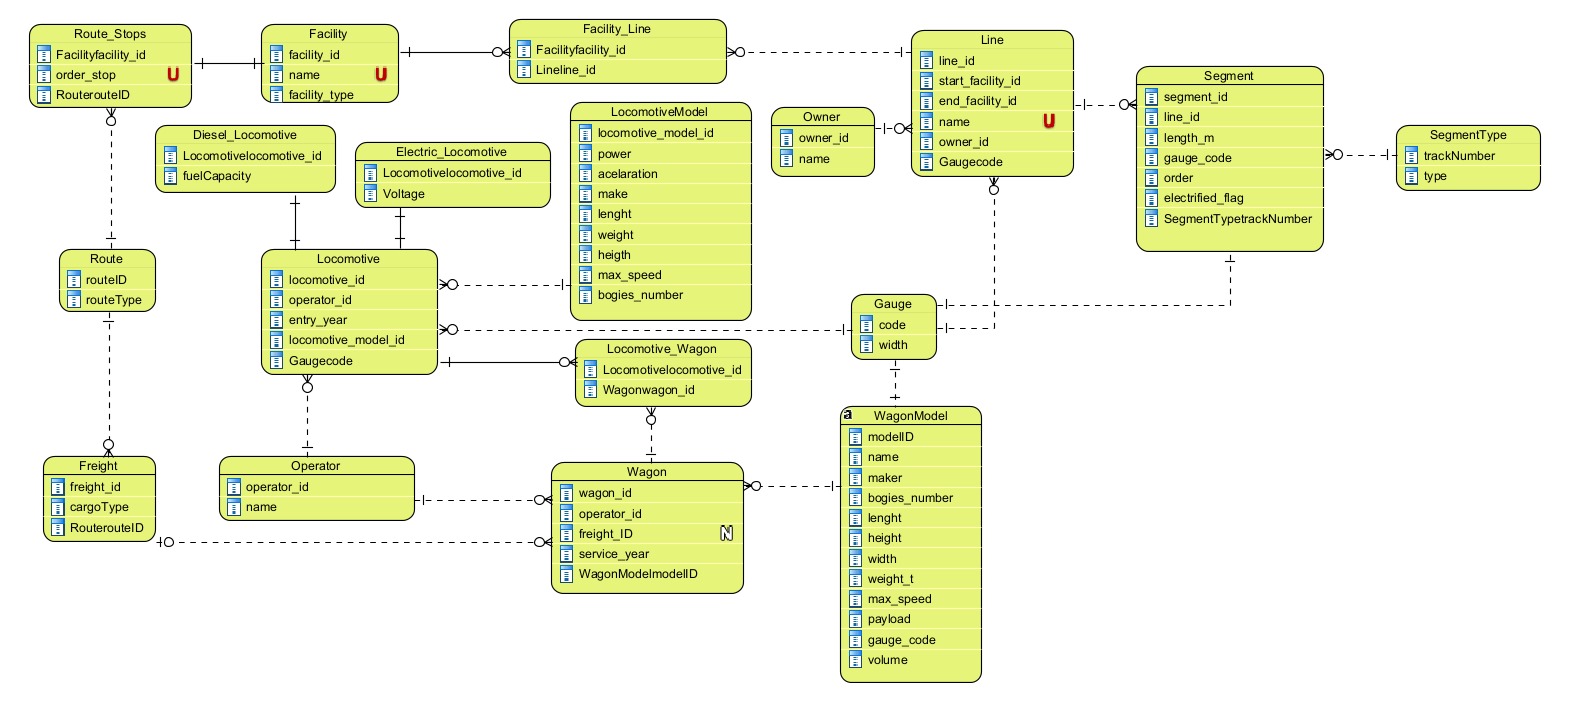 Route_Stops
Facilityfacility_id
order_stop U
RouterouteID
Facility
facility_id
name U
facility_type
Facility_Line
Facilityfacility_id
Lineline_id
Line
line_id
start_facility_id
end_facility_id
name U
owner_id
Gaugecode
Segment
segment_id
line_id
length_m
gauge_code
order
electrified_flag
SegmentTypetrackNumber
SegmentType
trackNumber
type
Owner
owner_id
name
LocomotiveModel
locomotive_model_id
power
acelaration
make
lenght
weight
heigth
max_speed
bogies_number
Diesel_Locomotive
Locomotivelocomotive_id
fuelCapacity
Electric_Locomotive
Locomotivelocomotive_id
Voltage
Route
routeID
routeType
Locomotive
locomotive_id
operator_id
entry_year
locomotive_model_id
Gaugecode
Gauge
code
width
Locomotive_Wagon
Locomotivelocomotive_id
Wagonwagon_id
Freight
freight_id
cargoType
RouterouteID
Operator
operator_id
name
Wagon
wagon_id
operator_id
freight_ID N
service_year
WagonModelmodelID
a WagonModel
modelID
name
maker
bogies_number
lenght
height
width
weight_t
max_speed
payload
gauge_code
volume